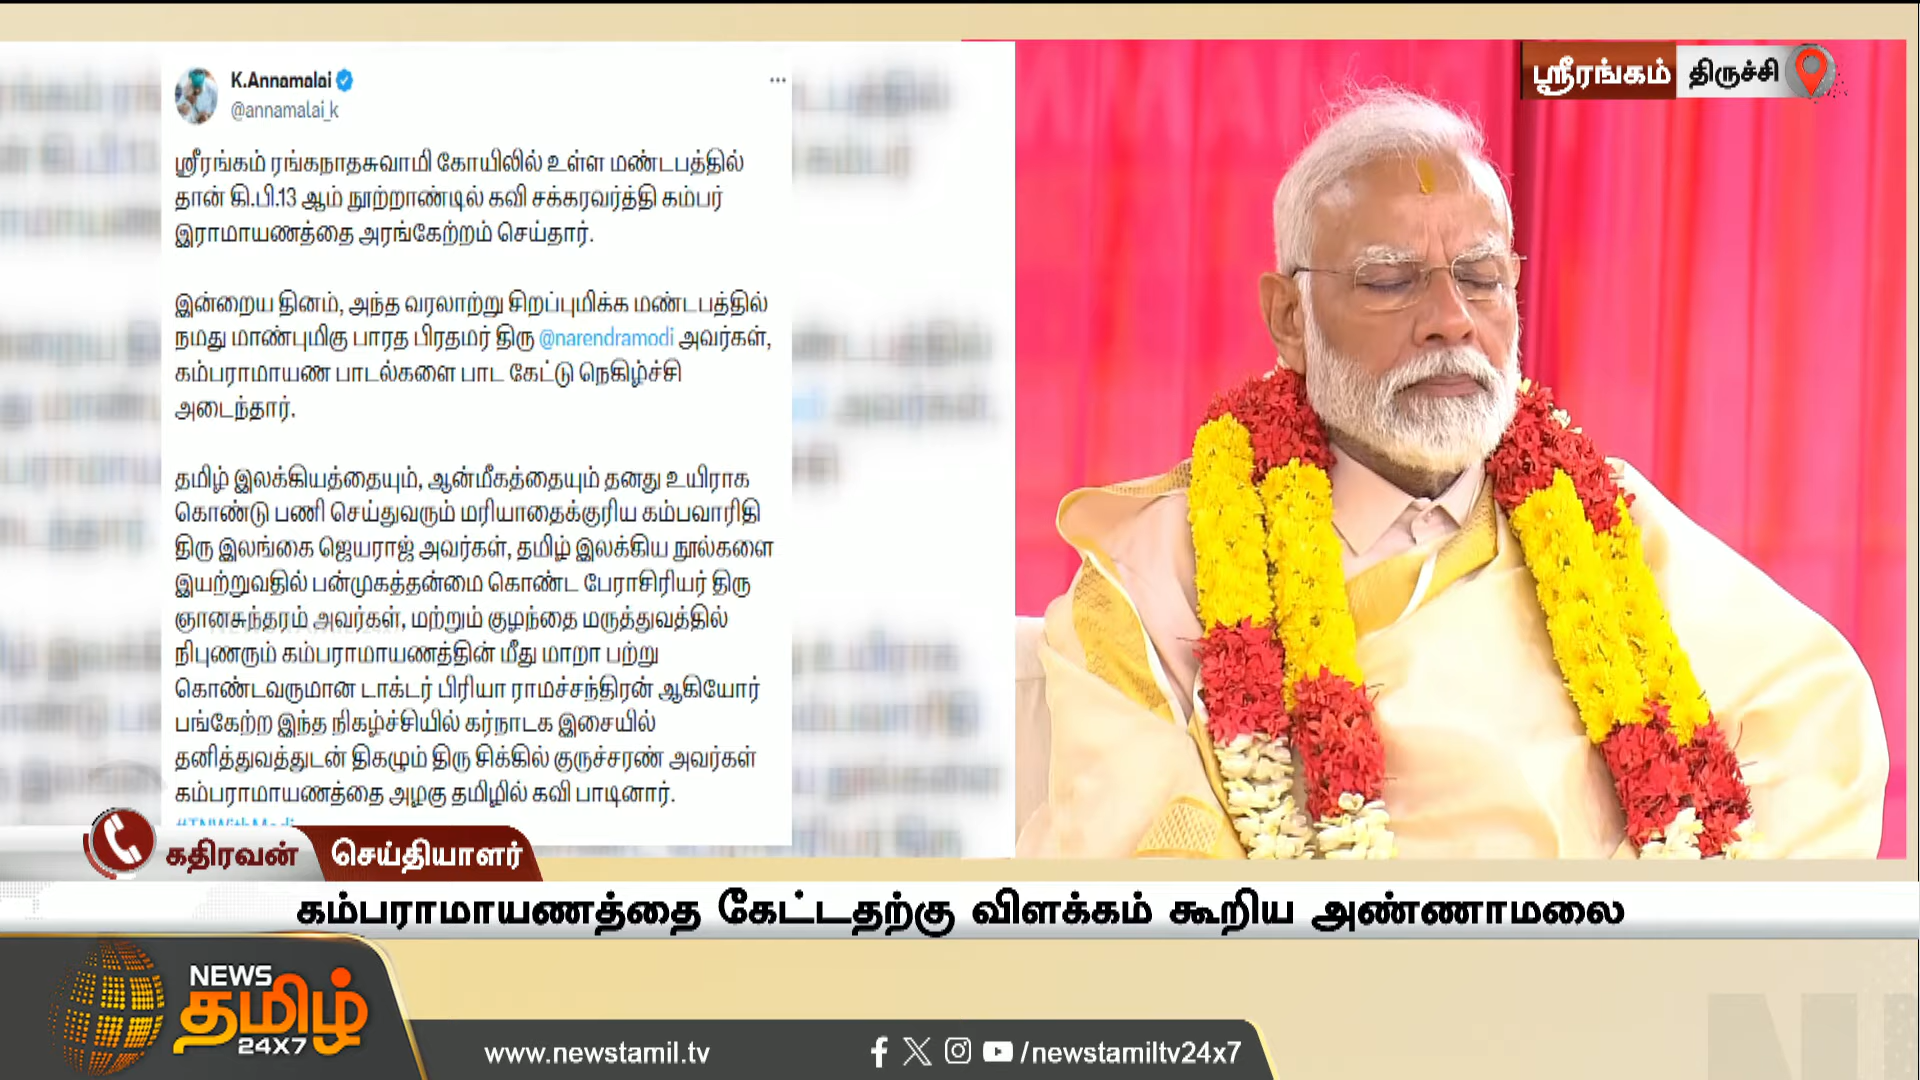 K.Annamalai
@annamalai_k
ஸ்ரீரங்கம் ரங்கநாதசுவாமி கோயிலில் உள்ள மண்டபத்தில்
தான் கி.பி.13 ஆம் நூற்றாண்டில் கவி சக்கரவர்த்தி கம்பர்
இராமாயணத்தை அரங்கேற்றம் செய்தார்.
இன்றைய தினம், அந்த வரலாற்று சிறப்புமிக்க மண்டபத்தில்
நமது மாண்புமிகு பாரத பிரதமர் திரு @narendramodi அவர்கள்,
கம்பராமாயண பாடல்களை பாட கேட்டு நெகிழ்ச்சி
அடைந்தார்.
தமிழ் இலக்கியத்தையும், ஆன்மீகத்தையும் தனது உயிராக
கொண்டு பணி செய்துவரும் மரியாதைக்குரிய கம்பவாரிதி
திரு இலங்கை ஜெயராஜ் அவர்கள், தமிழ் இலக்கிய நூல்களை
இயற்றுவதில் பன்முகத்தன்மை கொண்ட பேராசிரியர் திரு
ஞானசுந்தரம் அவர்கள், மற்றும் குழந்தை மருத்துவத்தில்
நிபுணரும் கம்பராமாயணத்தின் மீது மாறா பற்று
கொண்டவருமான டாக்டர் பிரியா ராமச்சந்திரன் ஆகியோர்
பங்கேற்ற இந்த நிகழ்ச்சியில் கர்நாடக இசையில்
தனித்துவத்துடன் திகழும் திரு சிக்கில் குருச்சரண் அவர்கள்
கம்பராமாயணத்தை அழகு தமிழில் கவி பாடினார்.
#TNWithModi
ஸ்ரீரங்கம் திருச்சி
கதிரவன் செய்தியாளர்
கம்பராமாயணத்தை கேட்டதற்கு விளக்கம் கூறிய அண்ணாமலை
NEWS
தமிழ்
24X7
www.newstamil.tv
/newstamiltv24x7